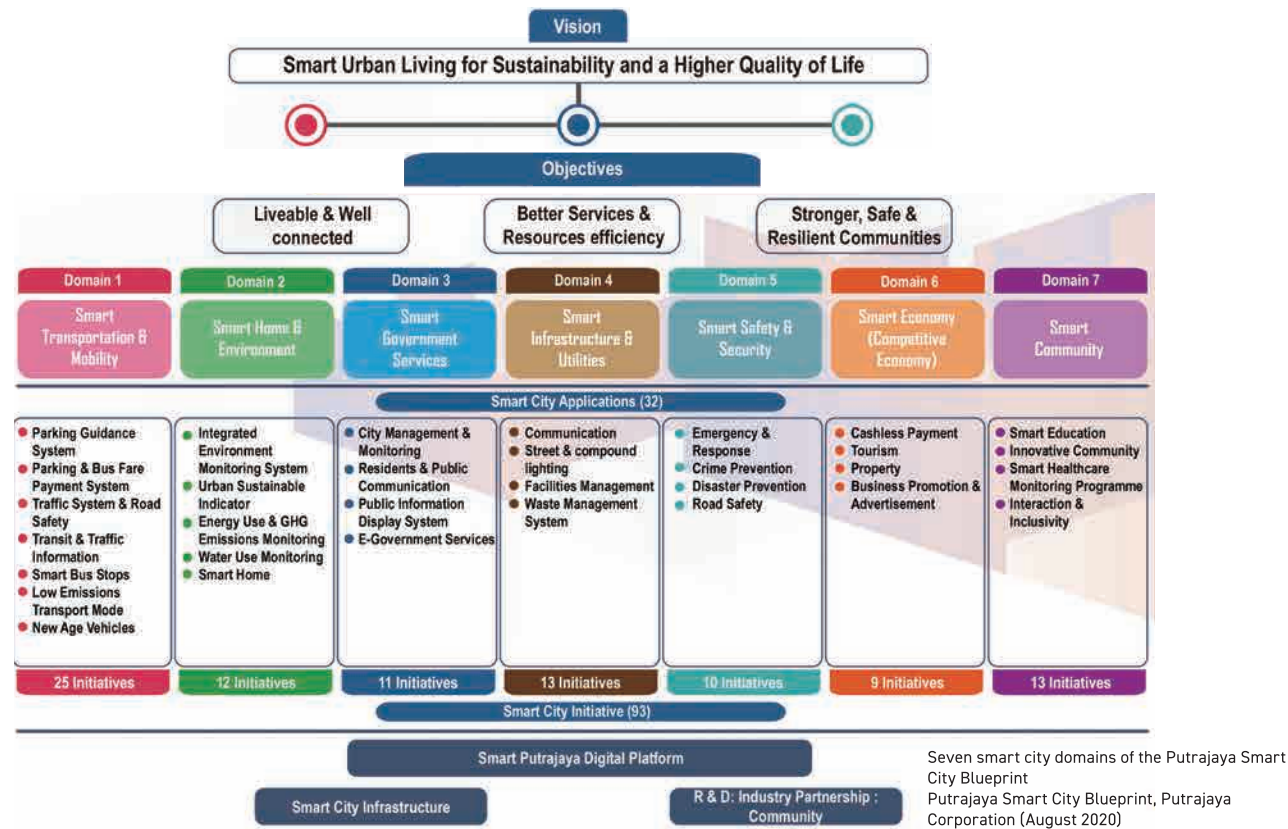 Vision
Smart Urban Living for Sustainability and a Higher Quality of Life
Objectives
Liveable & Well
connected
Better Services &
Resources efficiency
Stronger, Safe &
Resilient Communities
Domain 1
Smart
Transportation &
Mobility
Domain 2
Smart Home &
Environment
Domain 3
Smart
Government
Services
Domain 4
Smart
Infrastructure &
Utilities
Domain 5
Smart Safety &
Security
Domain 6
Smart Economy
(Competitive
Economy)
Domain 7
Smart
Community
Smart City Applications (32)
Parking Guidance
System
Parking & Bus Fare
Payment System
Traffic System & Road
Safety
Transit & Traffic
Information
Smart Bus Stops
Low Emissions
Transport Mode
New Age Vehicles
Integrated
Environment
Monitoring System
Urban Sustainable
Indicator
Energy Use & GHG
Emissions Monitoring
Water Use Monitoring
Smart Home
City Management &
Monitoring
Residents & Public
Communication
Public Information
Display System
E-Government Services
Communication
Street & compound
lighting
Facilities Management
Waste Management
System
Emergency &
Response
Crime Prevention
Disaster Prevention
Road Safety
Cashless Payment
Tourism
Property
Business Promotion &
Advertisement
Smart Education
Innovative Community
Smart Healthcare
Monitoring Programme
Interaction &
Inclusivity
25 Initiatives
12 Initiatives
11 Initiatives
13 Initiatives
10 Initiatives
9 Initiatives
13 Initiatives
Smart City Initiative (93)
Smart Putrajaya Digital Platform
Smart City Infrastructure
R & D: Industry Partnership :
Community
Seven smart city domains of the Putrajaya Smart
City Blueprint
Putrajaya Smart City Blueprint, Putrajaya
Corporation (August 2020)